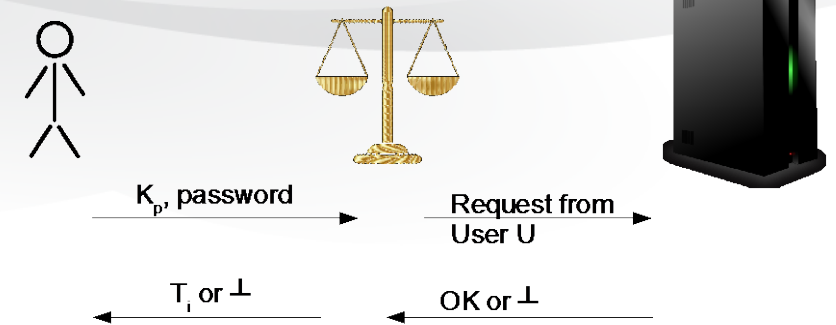 Kp, password
Request from
User U
Ti or ⊥
OK or ⊥